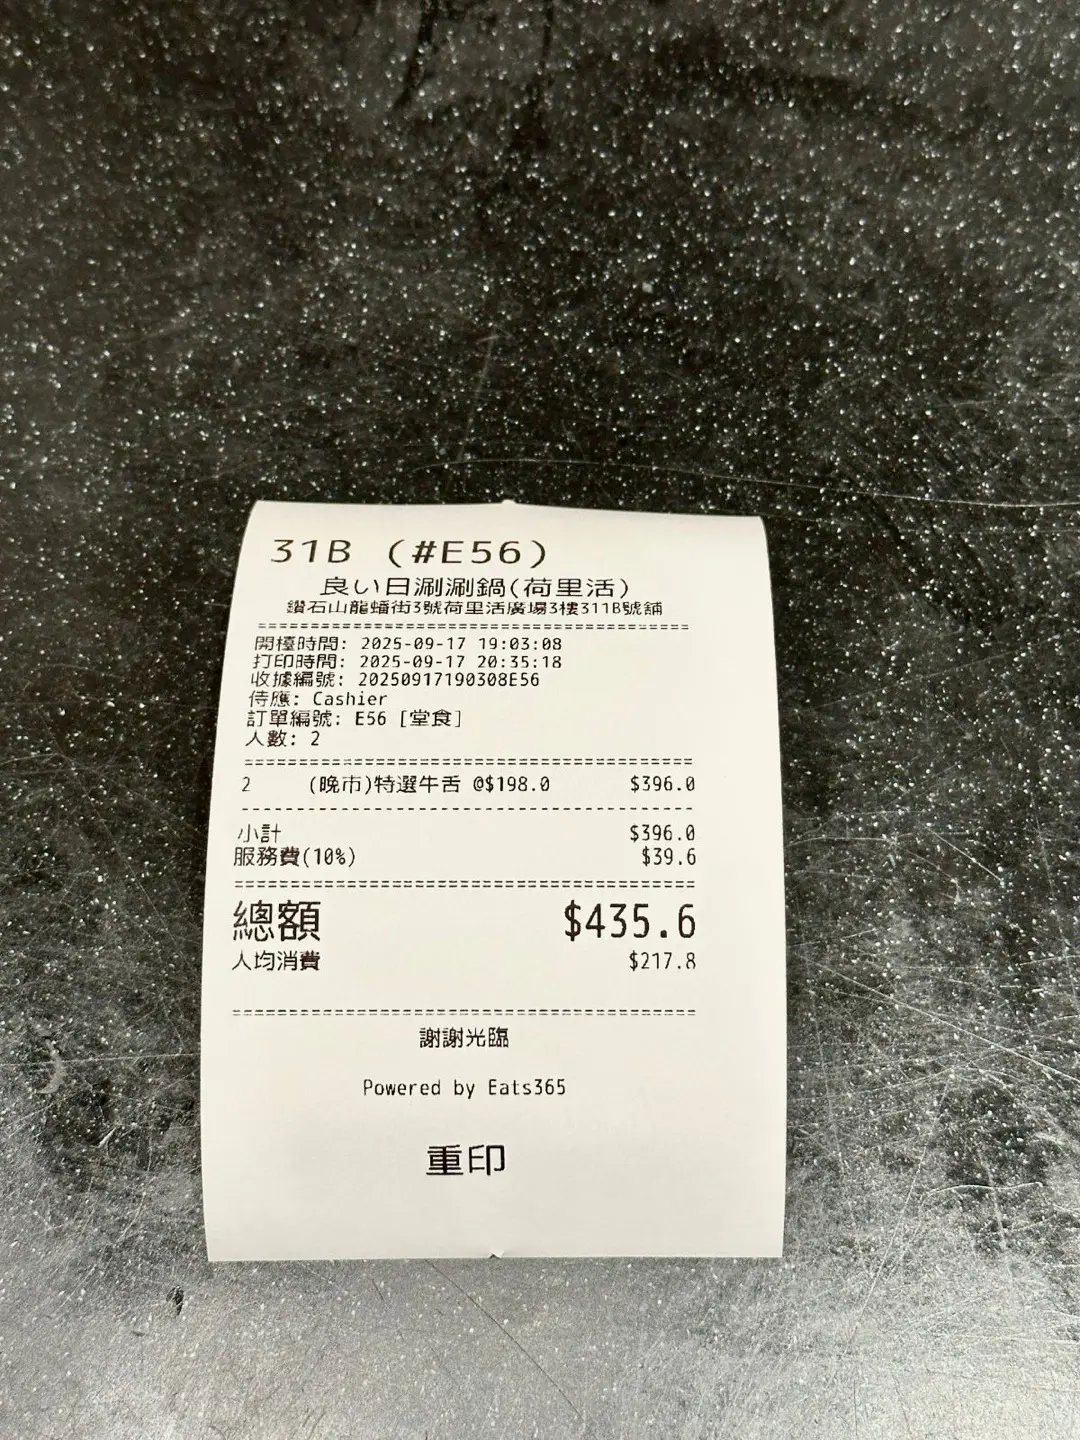 31B (#E56)
良い日涮涮鍋(荷里活)
鑽石山龍蟠街3號荷里活廣場3樓311B號舖
開檯時間: 2025-09-17 19:03:08
打印時間: 2025-09-17 20:35:18
收據編號: 20250917190308E56
侍應: Cashier
訂單編號: E56 [堂食]
人數: 2
2 (晚市)特選牛舌 @$198.0 $396.0
小計 $396.0
服務費(10%) $39.6
總額 $435.6
人均消費 $217.8
謝謝光臨
Powered by Eats365
重印